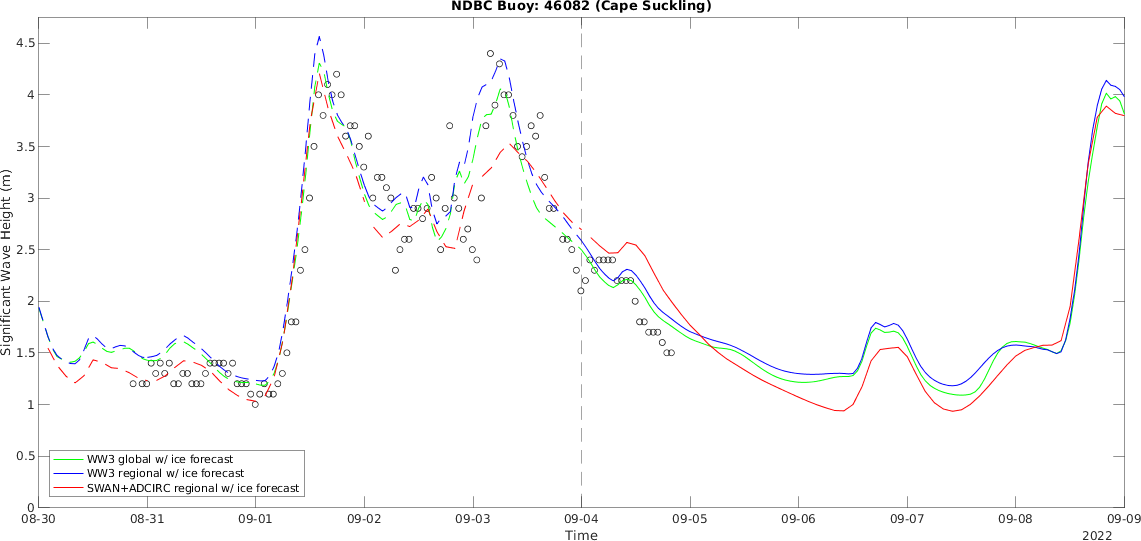 NDBC Buoy: 46082 (Cape Suckling)
Significant Wave Height (m)
4.5
4
3.5
3
2.5
2
1.5
1
0.5
0
WW3 global w/ ice forecast
WW3 regional w/ ice forecast
SWAN+ADCIRC regional w/ ice forecast
08-30 08-31 09-01 09-02 09-03 09-04 09-05 09-06 09-07 09-08 09-09
Time
2022